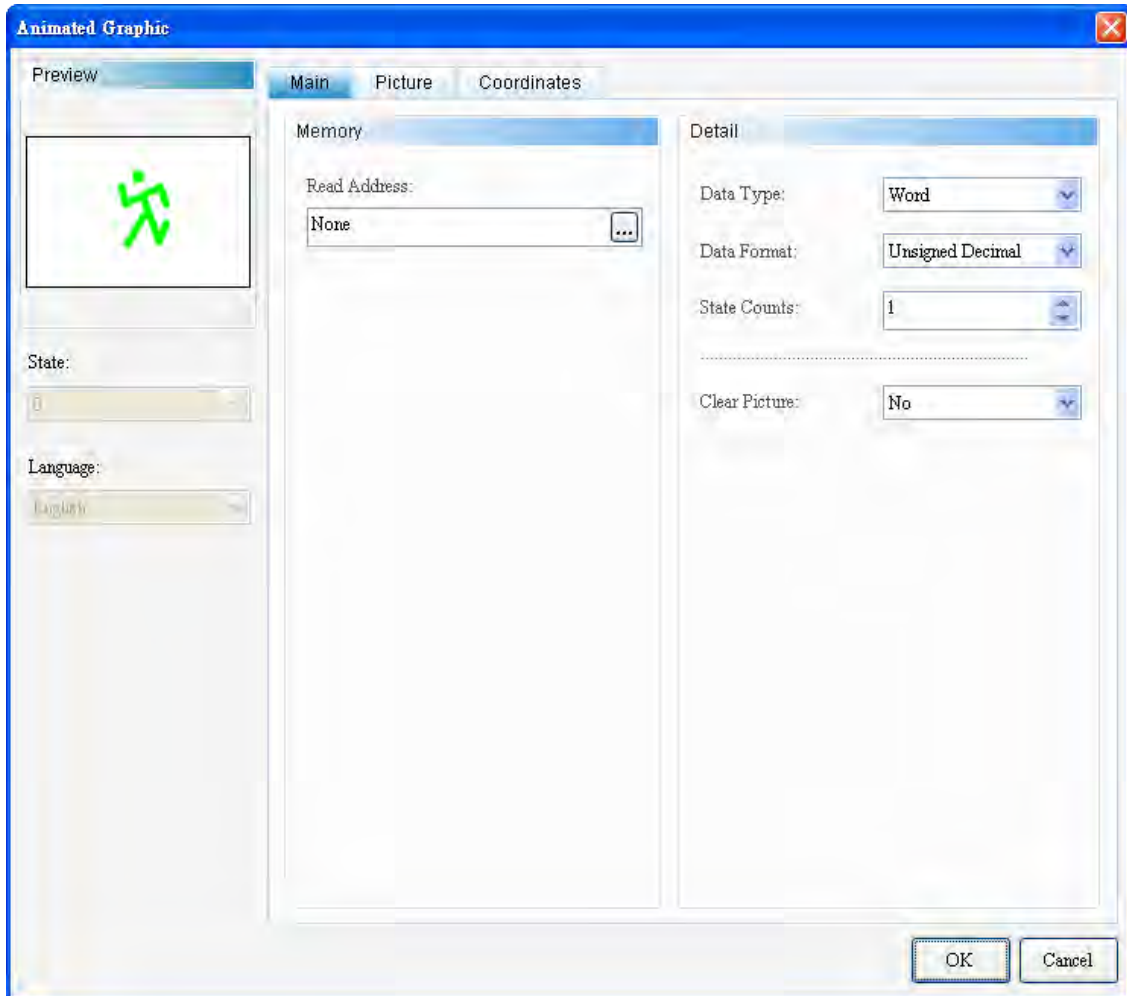 Animated Graphic
Preview
Main
Picture
Coordinates
Memory
Read Address:
None
...
Detail
Data Type:
Word
Data Format:
Unsigned Decimal
State Counts:
1
Clear Picture:
No
State:
0
Language:
English
OK
Cancel